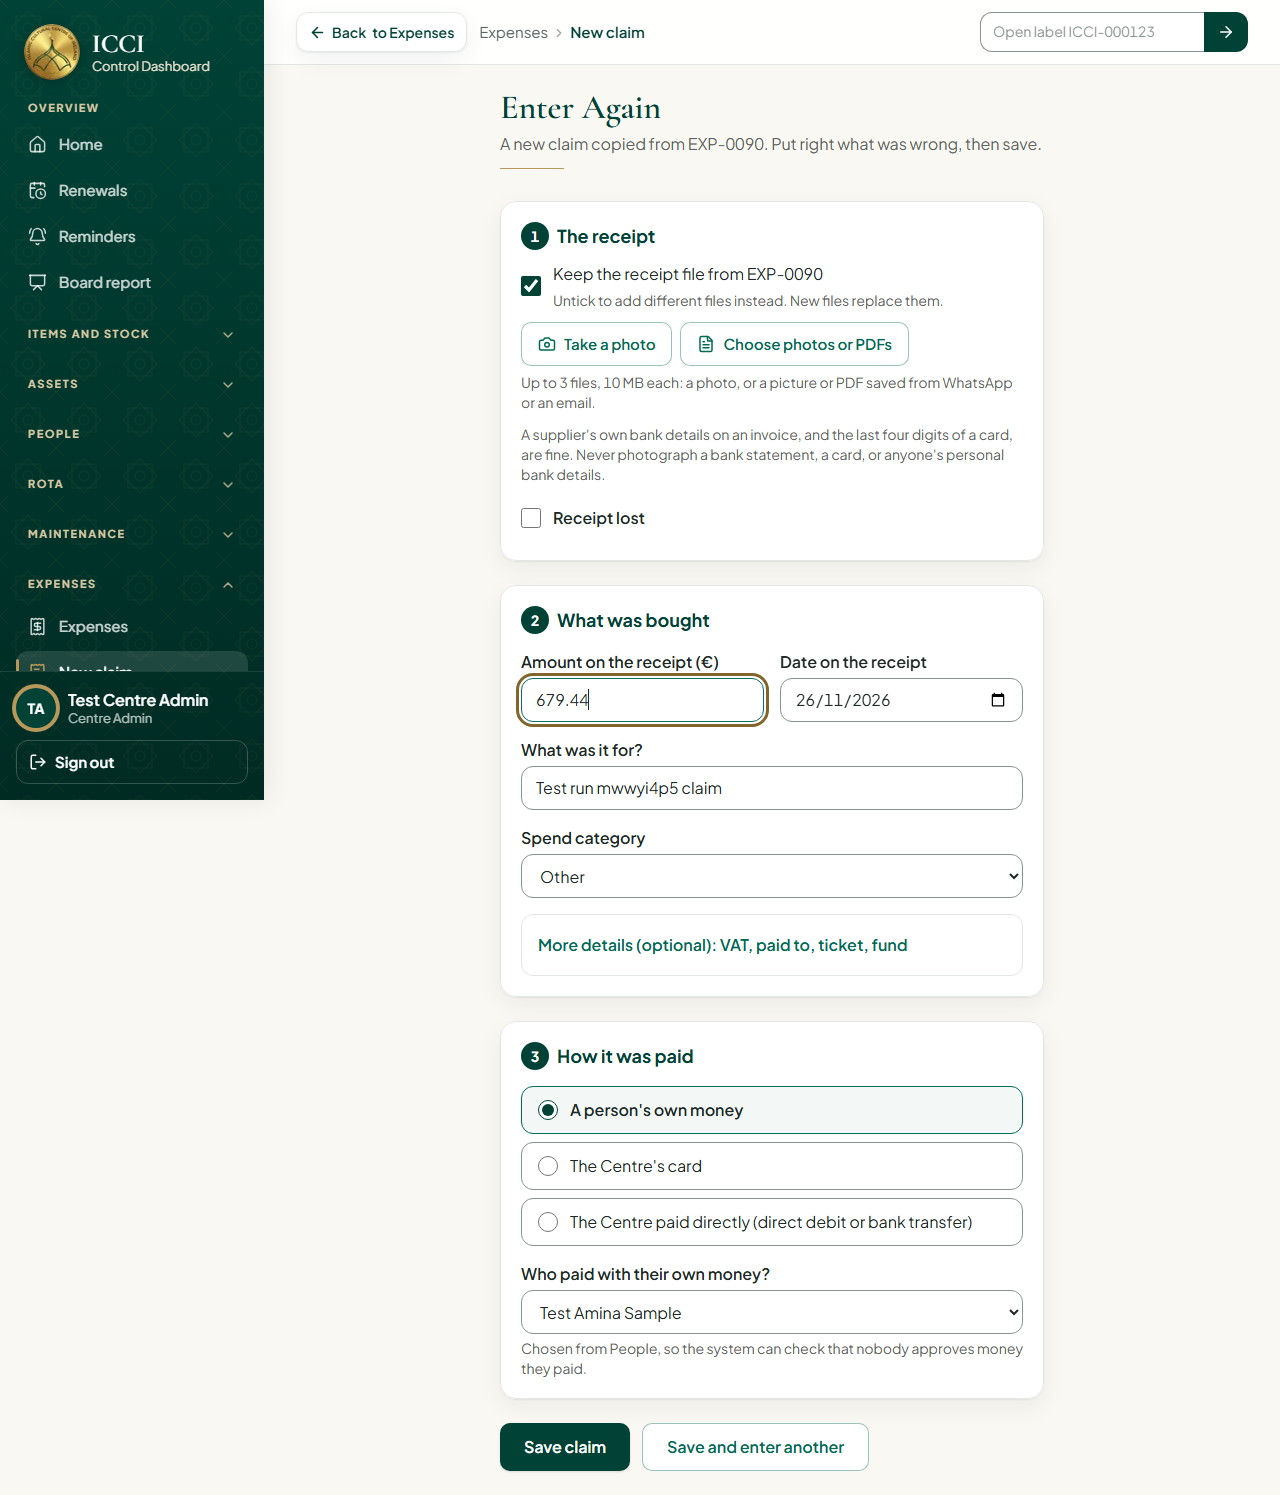 ICCI
Control Dashboard
OVERVIEW
Home
Renewals
Reminders
Board report
ITEMS AND STOCK
ASSETS
PEOPLE
ROTA
MAINTENANCE
EXPENSES
Expenses
New claim
TA
Test Centre Admin
Centre Admin
Sign out
Back to Expenses
Expenses › New claim
Open label ICCI-000123
Enter Again
A new claim copied from EXP-0090. Put right what was wrong, then save.
1 The receipt
Keep the receipt file from EXP-0090
Untick to add different files instead. New files replace them.
Take a photo
Choose photos or PDFs
Up to 3 files, 10 MB each: a photo, or a picture or PDF saved from WhatsApp
or an email.
A supplier's own bank details on an invoice, and the last four digits of a card,
are fine. Never photograph a bank statement, a card, or anyone's personal
bank details.
Receipt lost
2 What was bought
Amount on the receipt (€)
Date on the receipt
679.44
26/11/2026
What was it for?
Test run mwwyi4p5 claim
Spend category
Other
More details (optional): VAT, paid to, ticket, fund
3 How it was paid
A person's own money
The Centre's card
The Centre paid directly (direct debit or bank transfer)
Who paid with their own money?
Test Amina Sample
Chosen from People, so the system can check that nobody approves money
they paid.
Save claim
Save and enter another